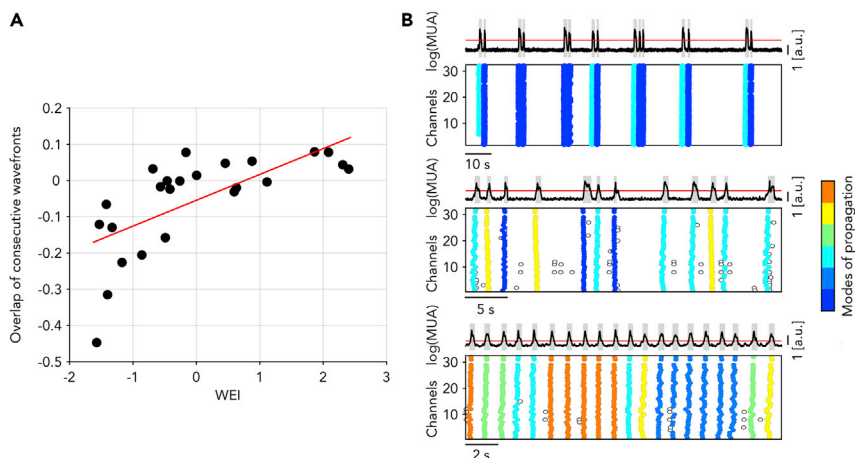 A
Overlap of consecutive wavefronts
0.2
0.1
0
-0.1
-0.2
-0.3
-0.4
-0.5
-2
-1
0
1
2
3
WEI
B
log(MUA)
1 [a.u.]
Channels
30
20
10
10 s
log(MUA)
1 [a.u.]
Channels
30
20
10
5 s
log(MUA)
1 [a.u.]
Channels
30
20
10
2 s
Modes of propagation